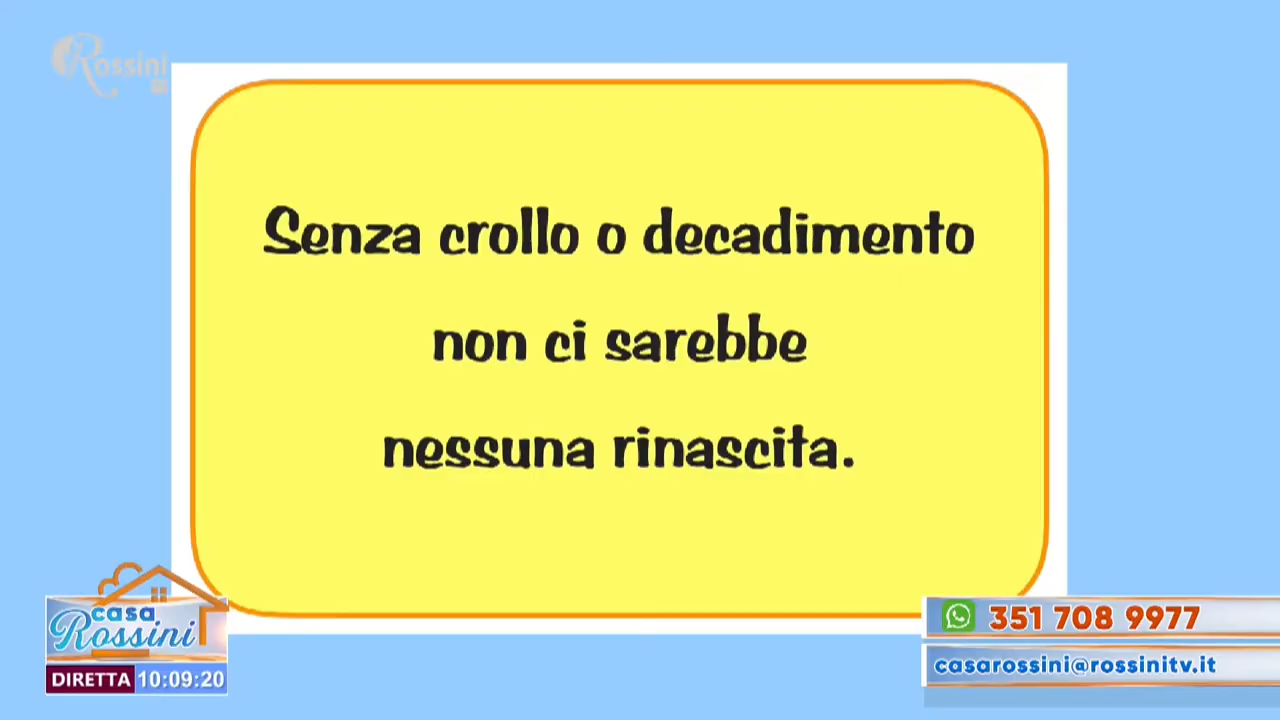 Rossini
Senza crollo o decadimento
non ci sarebbe
nessuna rinascita.
casa
Rossini
DIRETTA 10:09:20
351 708 9977
casarossini@rossinitv.it